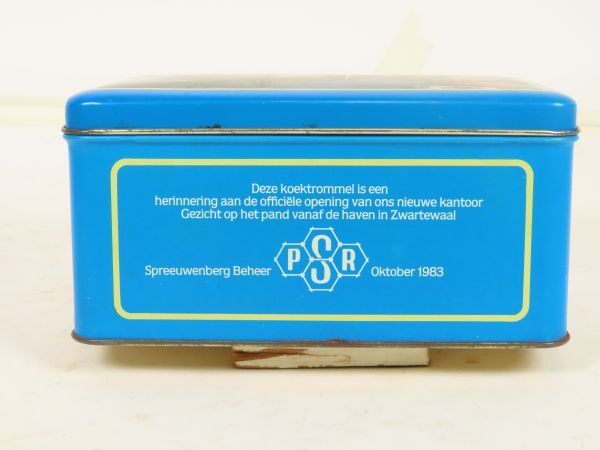 Deze koektrommel is een
herinnering aan de officiële opening van ons nieuwe kantoor
Gezicht op het pand vanaf de haven in Zwartewaal
Spreeuwenberg Beheer PSR Oktober 1983